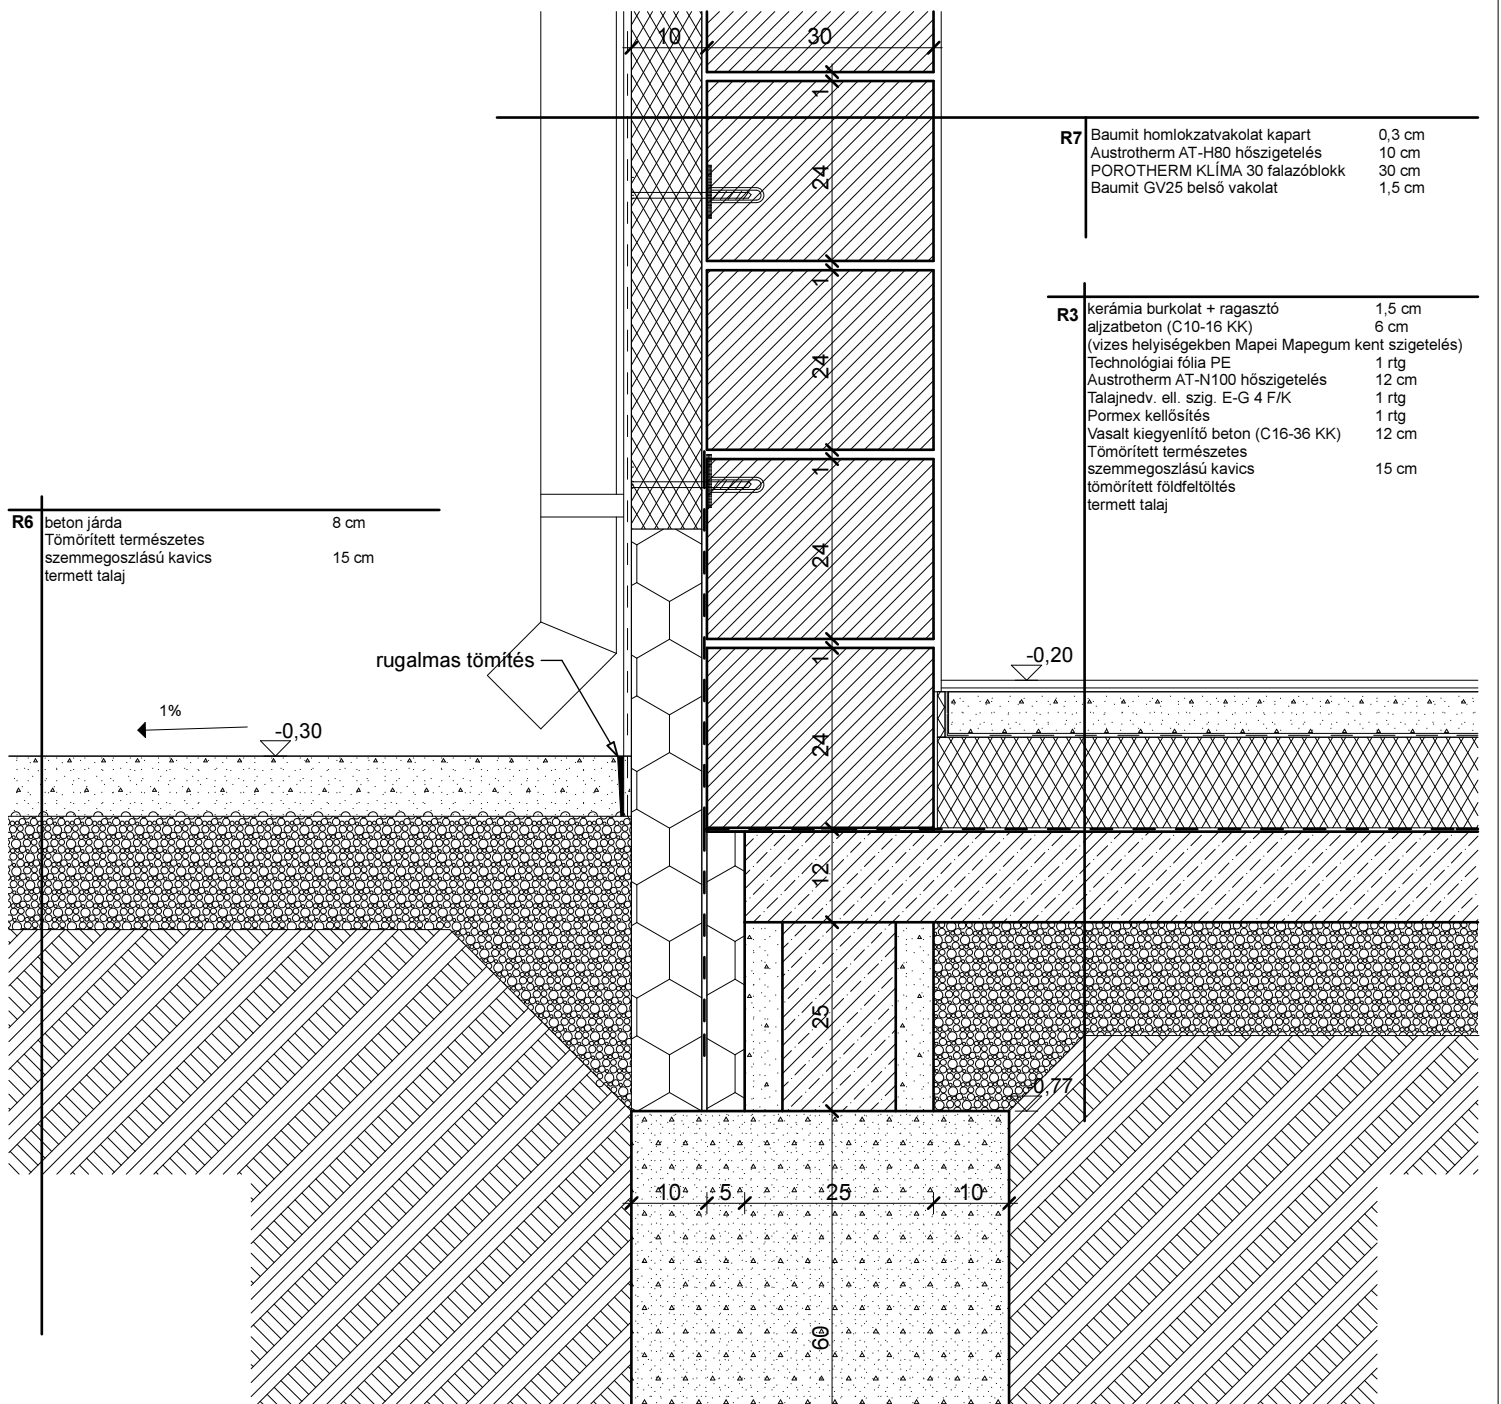 10
30
1
R7
Baumit homlokzatvakolat kapart 0,3 cm
Austrotherm AT-H80 hőszigetelés 10 cm
POROTHERM KLÍMA 30 falazóblokk 30 cm
Baumit GV25 belső vakolat 1,5 cm
24
1
R3
kerámia burkolat + ragasztó 1,5 cm
aljzatbeton (C10-16 KK) 6 cm
(vizes helyiségekben Mapei Mapegum kent szigetelés)
Technológiai fólia PE 1 rtg
Austrotherm AT-N100 hőszigetelés 12 cm
Talajnedv. ell. szig. E-G 4 F/K 1 rtg
Pormex kellősítés 1 rtg
Vasalt kiegyenlítő beton (C16-36 KK) 12 cm
Tömörített természetes
szemmegoszlású kavics 15 cm
tömörített földfeltöltés
termett talaj
24
1
R6
beton járda 8 cm
Tömörített természetes
szemmegoszlású kavics 15 cm
termett talaj
24
1
rugalmas tömítés
-0,20
1%
-0,30
24
12
25
-0,77
10 5 25 10
60